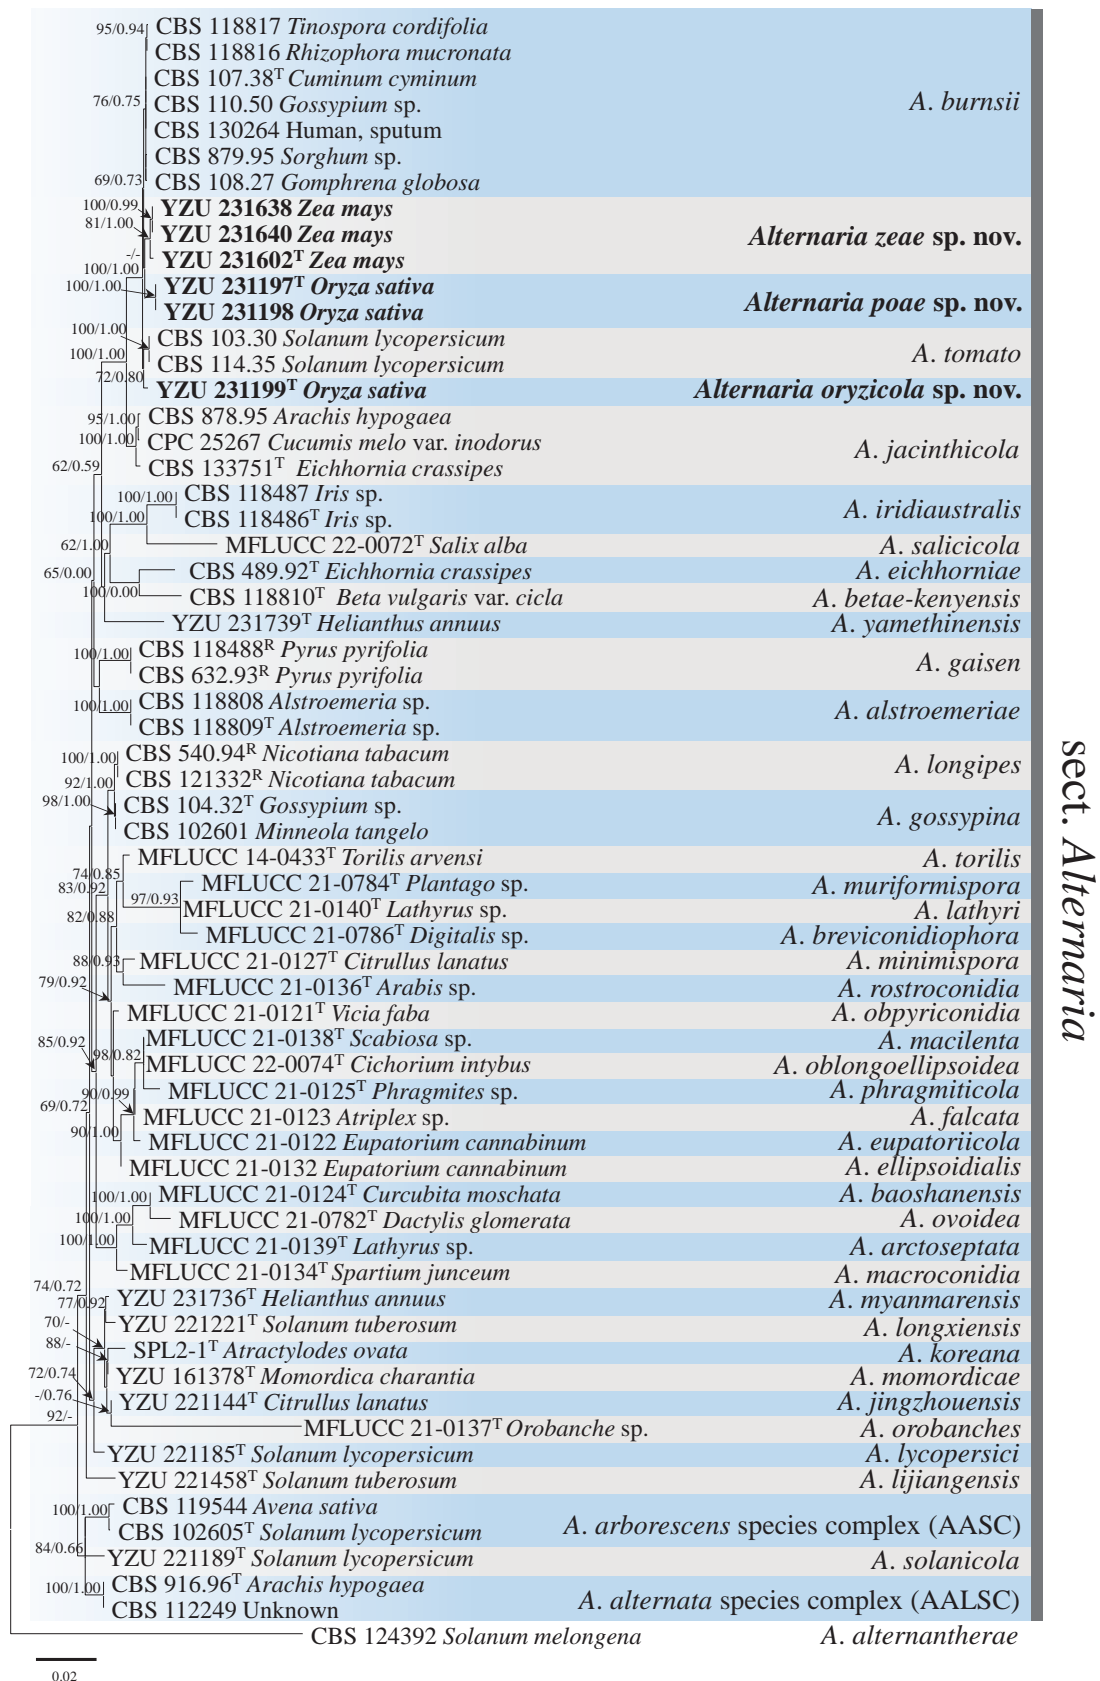 95/0.94 CBS 118817 Tinospora cordifolia
CBS 118816 Rhizophora mucronata
CBS 107.38T Cuminum cyminum
76/0.75 CBS 110.50 Gossypium sp. A. burnsii
CBS 130264 Human, sputum
CBS 879.95 Sorghum sp.
69/0.73 CBS 108.27 Gomphrena globosa
100/0.99 YZU 231638 Zea mays
81/1.00 YZU 231640 Zea mays Alternaria zeae sp. nov.
-/- YZU 231602T Zea mays
100/1.00
100/1.00 YZU 231197T Oryza sativa
YZU 231198 Oryza sativa Alternaria poae sp. nov.
100/1.00 CBS 103.30 Solanum lycopersicum
100/1.00 CBS 114.35 Solanum lycopersicum A. tomato
72/0.80 YZU 231199T Oryza sativa Alternaria oryzicola sp. nov.
95/1.00 CBS 878.95 Arachis hypogaea
100/1.00 CPC 25267 Cucumis melo var. inodorus A. jacinthicola
62/0.59 CBS 133751T Eichhornia crassipes
100/1.00 CBS 118487 Iris sp.
100/1.00 CBS 118486T Iris sp. A. iridiaustralis
62/1.00 MFLUCC 22-0072T Salix alba A. salicicola
65/0.00 CBS 489.92T Eichhornia crassipes A. eichhorniae
100/0.00 CBS 118810T Beta vulgaris var. cicla A. betae-kenyensis
YZU 231739T Helianthus annuus A. yamethinensis
100/1.00 CBS 118488R Pyrus pyrifolia
CBS 632.93R Pyrus pyrifolia A. gaisen
100/1.00 CBS 118808 Alstroemeria sp.
CBS 118809T Alstroemeria sp. A. alstroemeriae
100/1.00 CBS 540.94R Nicotiana tabacum
92/1.00 CBS 121332R Nicotiana tabacum A. longipes
98/1.00 CBS 104.32T Gossypium sp.
CBS 102601 Minneola tangelo A. gossypina
MFLUCC 14-0433T Torilis arvensi A. torilis
74/0.85
83/0.92 MFLUCC 21-0784T Plantago sp. A. muriformispora
97/0.93 MFLUCC 21-0140T Lathyrus sp. A. lathyri
82/0.88 MFLUCC 21-0786T Digitalis sp. A. breviconidiophora
88/0.93 MFLUCC 21-0127T Citrullus lanatus A. minimispora
79/0.92 MFLUCC 21-0136T Arabis sp. A. rostroconidia
MFLUCC 21-0121T Vicia faba A. obpyriconidia
85/0.92 MFLUCC 21-0138T Scabiosa sp. A. macilenta
98/0.82 MFLUCC 22-0074T Cichorium intybus A. oblongoellipsoidea
90/0.99 MFLUCC 21-0125T Phragmites sp. A. phragmiticola
69/0.72 MFLUCC 21-0123 Atriplex sp. A. falcata
90/1.00 MFLUCC 21-0122 Eupatorium cannabinum A. eupatoriicola
MFLUCC 21-0132 Eupatorium cannabinum A. ellipsoidialis
100/1.00 MFLUCC 21-0124T Curcubita moschata A. baoshanensis
100/1.00 MFLUCC 21-0782T Dactylis glomerata A. ovoidea
100/1.00 MFLUCC 21-0139T Lathyrus sp. A. arctoseptata
MFLUCC 21-0134T Spartium junceum A. macroconidia
74/0.72
77/0.92 YZU 231736T Helianthus annuus A. myanmarensis
70/- YZU 221221T Solanum tuberosum A. longxiensis
88/- SPL2-1T Atractylodes ovata A. koreana
72/0.74 YZU 161378T Momordica charantia A. momordicae
-/0.76 YZU 221144T Citrullus lanatus A. jingzhouensis
92/- MFLUCC 21-0137T Orobanche sp. A. orobanches
YZU 221185T Solanum lycopersicum A. lycopersici
YZU 221458T Solanum tuberosum A. lijiangensis
100/1.00 CBS 119544 Avena sativa
CBS 102605T Solanum lycopersicum A. arborescens species complex (AASC)
84/0.66 YZU 221189T Solanum lycopersicum A. solanicola
100/1.00 CBS 916.96T Arachis hypogaea
CBS 112249 Unknown A. alternata species complex (AALSC)
CBS 124392 Solanum melongena A. alternantherae
0.02
sect. Alternaria